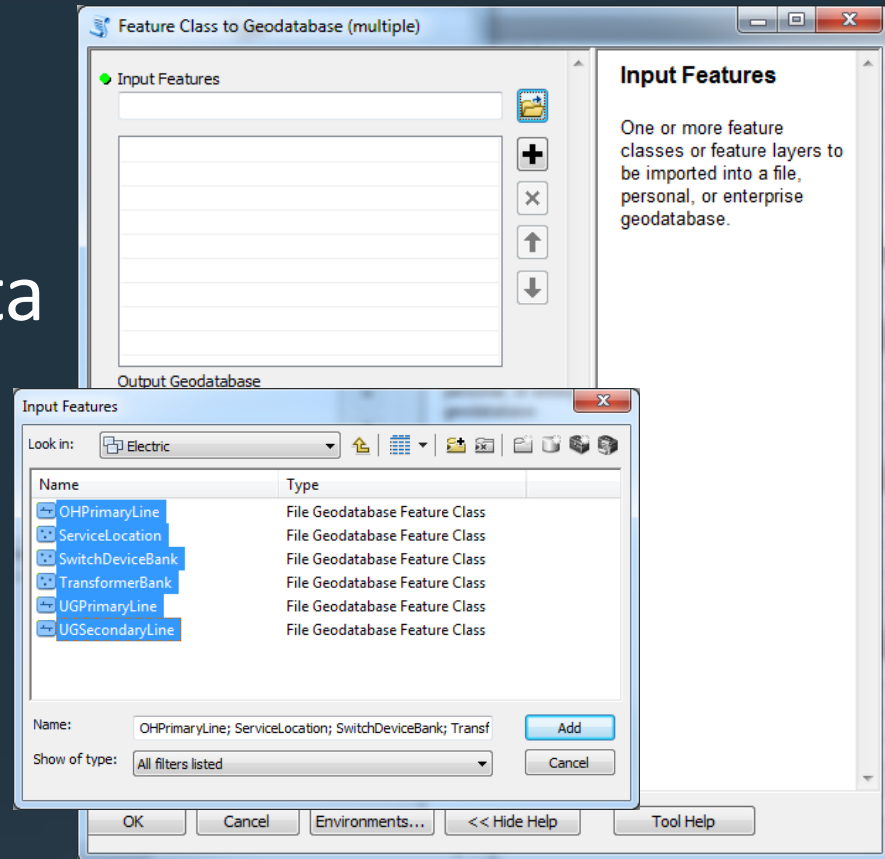 Feature Class to Geodatabase (multiple)
Input Features
Input Features
One or more feature
classes or feature layers to
be imported into a file,
personal, or enterprise
geodatabase.
ta
Output Geodatabase
Input Features
Look in: Electric
Name Type
OHPrimaryLine File Geodatabase Feature Class
ServiceLocation File Geodatabase Feature Class
SwitchDeviceBank File Geodatabase Feature Class
TransformerBank File Geodatabase Feature Class
UGPrimaryLine File Geodatabase Feature Class
UGSecondaryLine File Geodatabase Feature Class
Name: OHPrimaryLine; ServiceLocation; SwitchDeviceBank; Transf Add
Show of type: All filters listed Cancel
OK Cancel Environments... << Hide Help Tool Help